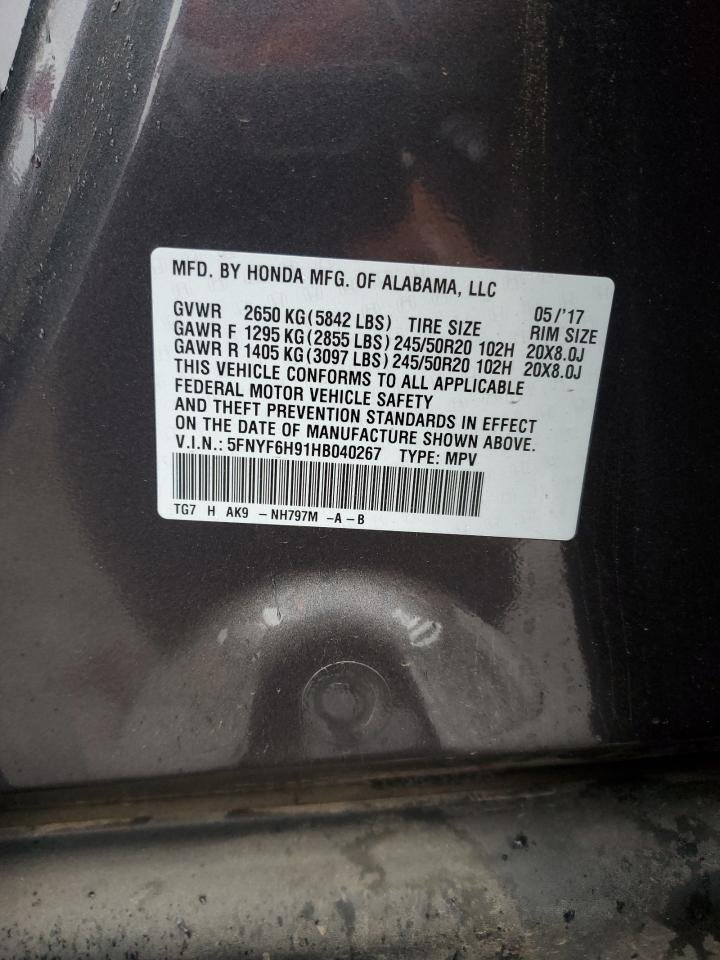 MFD. BY HONDA MFG. OF ALABAMA, LLC
05/'17
GVWR 2650 KG(5842 LBS) TIRE SIZE RIM SIZE
GAWR F 1295 KG(2855 LBS) 245/50R20 102H 20X8.0J
GAWR R 1405 KG(3097 LBS) 245/50R20 102H 20X8.0J
THIS VEHICLE CONFORMS TO ALL APPLICABLE
FEDERAL MOTOR VEHICLE SAFETY
AND THEFT PREVENTION STANDARDS IN EFFECT
ON THE DATE OF MANUFACTURE SHOWN ABOVE.
V.I.N.: 5FNYF6H91HB040267 TYPE: MPV
TG7 H AK9 -NH797M -A-B